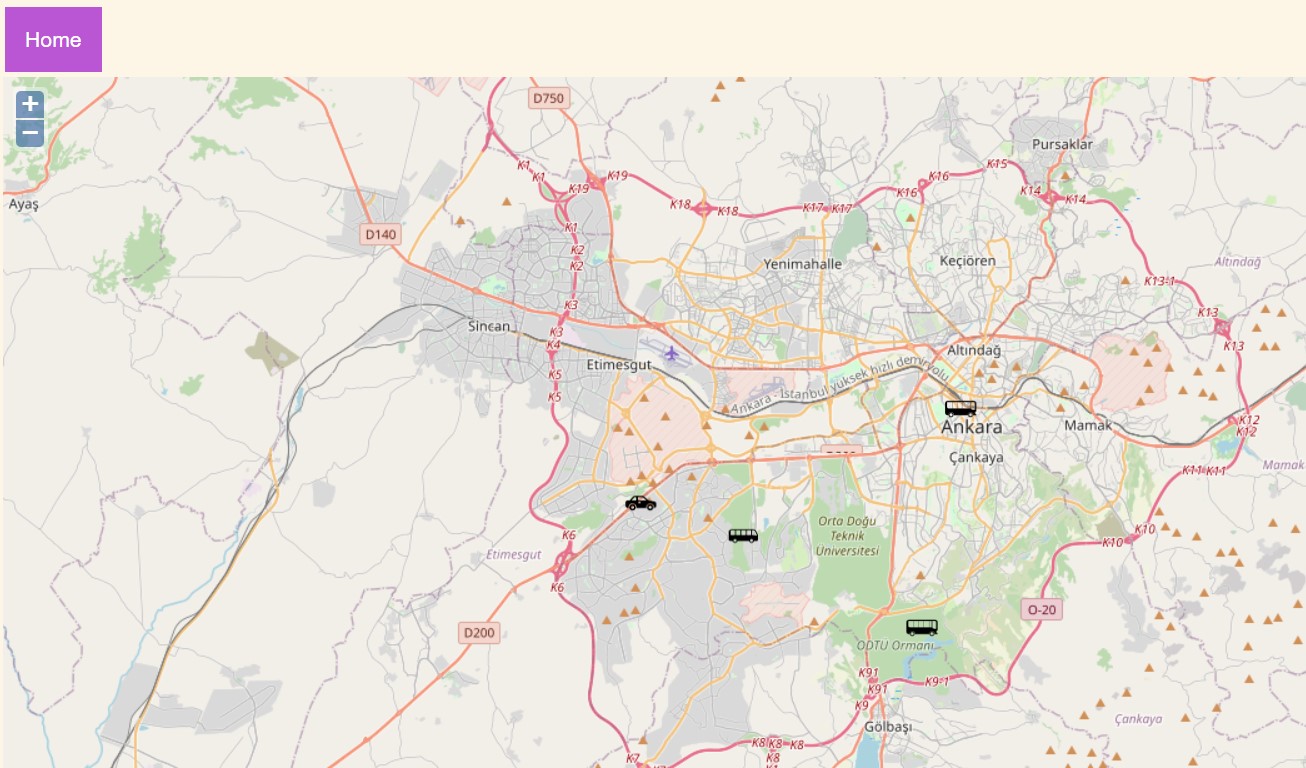 Home
+
−
D750
Pursaklar
K15
K1
K1
K19
K19
K16
K16
K14
K14
Ayaş
K18
K18
K17
K17
K1
D140
K2
K2
Yenimahalle
Keçiören
Altındağ
K13-1
K3
K13
Sincan
K3
K4
K13
Altındağ
Etimesgut
K5
Ankara - İstanbul yüksek hızlı demiryolu
K5
Ankara
Mamak
K12
K12
Çankaya
Mamak
K11
K11
Orta Doğu
Teknik
Üniversitesi
K6
K10
K10
Etimesgut
K6
O-20
D200
ODTÜ Ormanı
K91
K91
K9-1
K9
Gölbaşı
Çankaya
K8
K8
K8
K7
K8